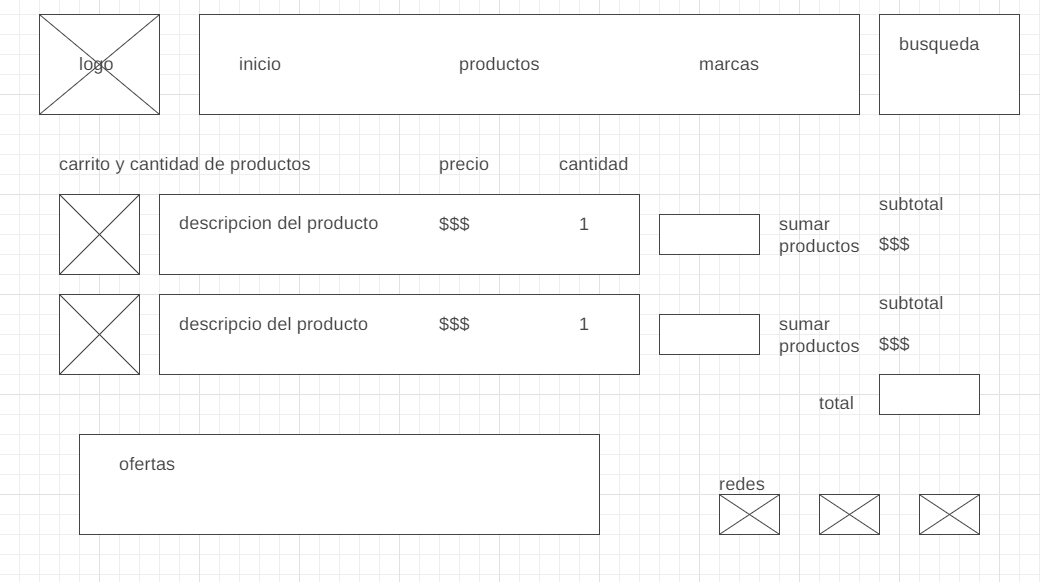 logo
inicio
productos
marcas
busqueda
carrito y cantidad de productos
precio
cantidad
descripcion del producto
$$$
1
sumar
productos
subtotal
$$$
descripcio del producto
$$$
1
sumar
productos
subtotal
$$$
total
ofertas
redes